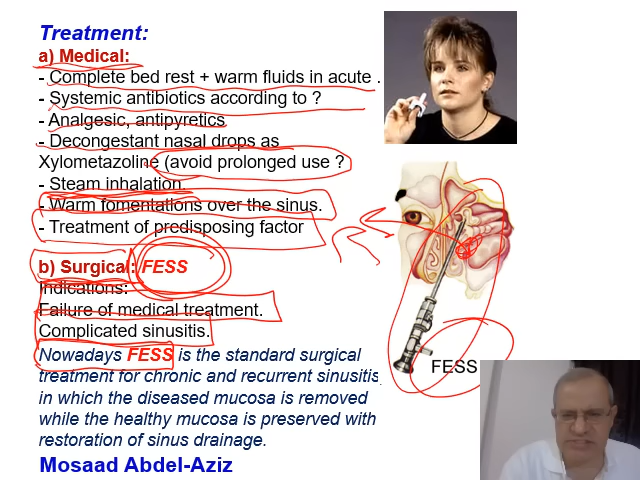 Treatment:
a) Medical:
- Complete bed rest + warm fluids in acute .
- Systemic antibiotics according to ?
- Analgesic, antipyretics
- Decongestant nasal drops as
Xylometazoline (avoid prolonged use ?
- Steam inhalation.
- Warm fomentations over the sinus.
- Treatment of predisposing factor
b) Surgical: FESS
Indications:
Failure of medical treatment.
Complicated sinusitis.
Nowadays FESS is the standard surgical
treatment for chronic and recurrent sinusitis,
in which the diseased mucosa is removed
while the healthy mucosa is preserved with
restoration of sinus drainage.
Mosaad Abdel-Aziz
FESS